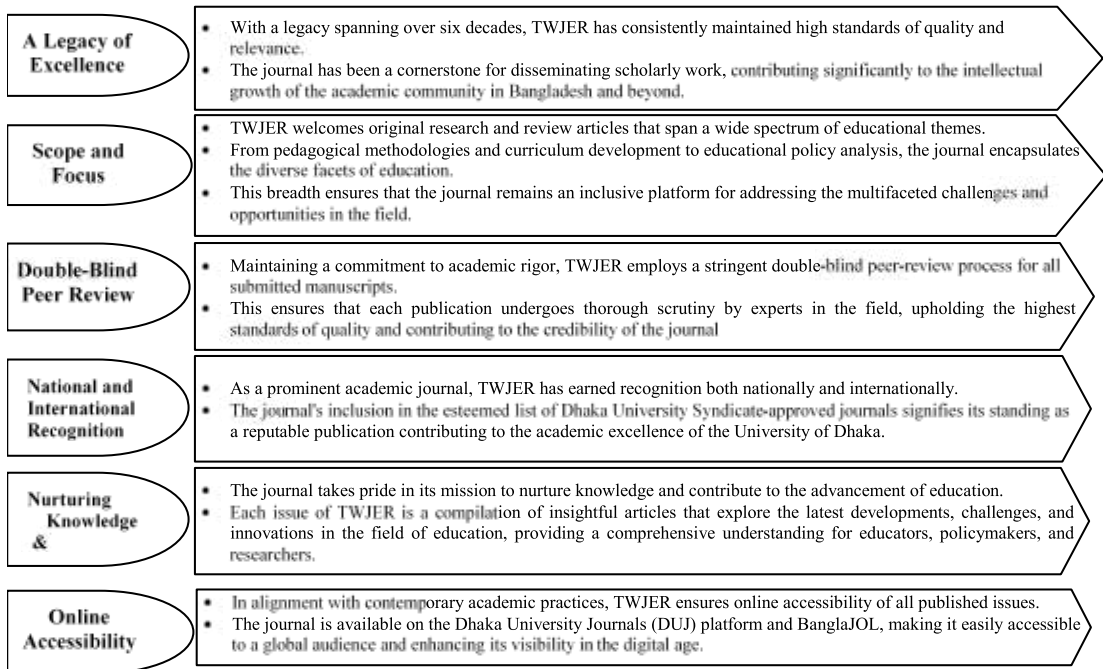 A Legacy of
Excellence
• With a legacy spanning over six decades, TWJER has consistently maintained high standards of quality and
relevance.
• The journal has been a cornerstone for disseminating scholarly work, contributing significantly to the intellectual
growth of the academic community in Bangladesh and beyond.
Scope and
Focus
• TWJER welcomes original research and review articles that span a wide spectrum of educational themes.
• From pedagogical methodologies and curriculum development to educational policy analysis, the journal encapsulates
the diverse facets of education.
• This breadth ensures that the journal remains an inclusive platform for addressing the multifaceted challenges and
opportunities in the field.
Double-Blind
Peer Review
• Maintaining a commitment to academic rigor, TWJER employs a stringent double-blind peer-review process for all
submitted manuscripts.
• This ensures that each publication undergoes thorough scrutiny by experts in the field, upholding the highest
standards of quality and contributing to the credibility of the journal
National and
International
Recognition
• As a prominent academic journal, TWJER has earned recognition both nationally and internationally.
• The journal's inclusion in the esteemed list of Dhaka University Syndicate-approved journals signifies its standing as
a reputable publication contributing to the academic excellence of the University of Dhaka.
Nurturing
Knowledge
&
• The journal takes pride in its mission to nurture knowledge and contribute to the advancement of education.
• Each issue of TWJER is a compilation of insightful articles that explore the latest developments, challenges, and
innovations in the field of education, providing a comprehensive understanding for educators, policymakers, and
researchers.
Online
Accessibility
• In alignment with contemporary academic practices, TWJER ensures online accessibility of all published issues.
• The journal is available on the Dhaka University Journals (DUJ) platform and BanglaJOL, making it easily accessible
to a global audience and enhancing its visibility in the digital age.